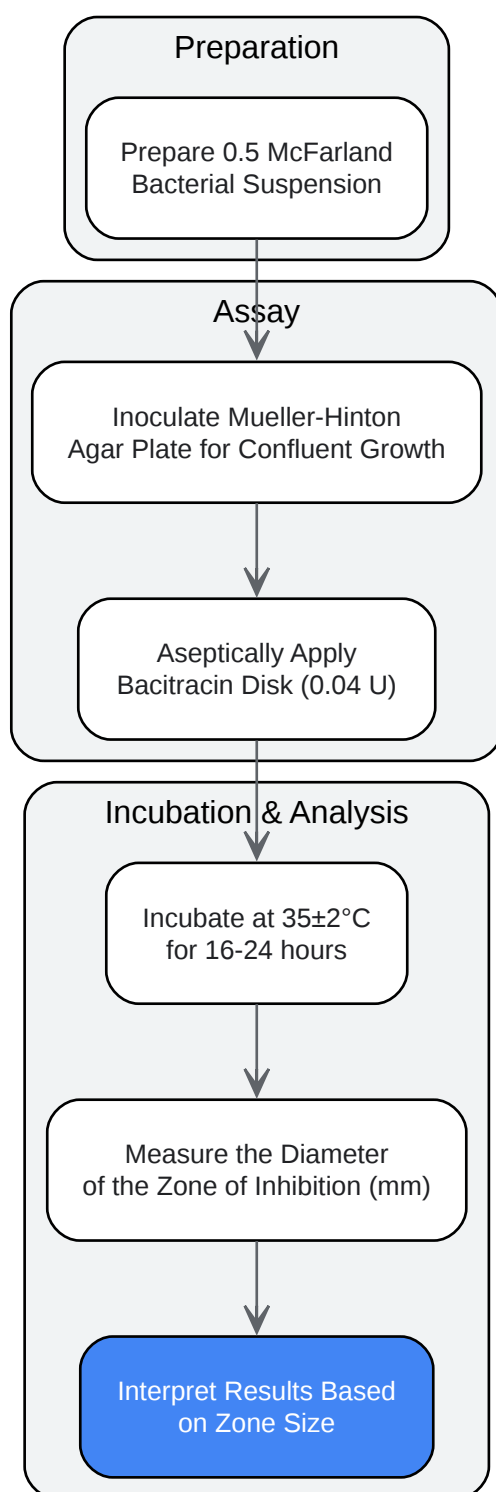 Preparation
Prepare 0.5 McFarland
Bacterial Suspension
Assay
Inoculate Mueller-Hinton
Agar Plate for Confluent Growth
Aseptically Apply
Bacitracin Disk (0.04 U)
Incubation & Analysis
Incubate at 35±2°C
for 16-24 hours
Measure the Diameter
of the Zone of Inhibition (mm)
Interpret Results Based
on Zone Size